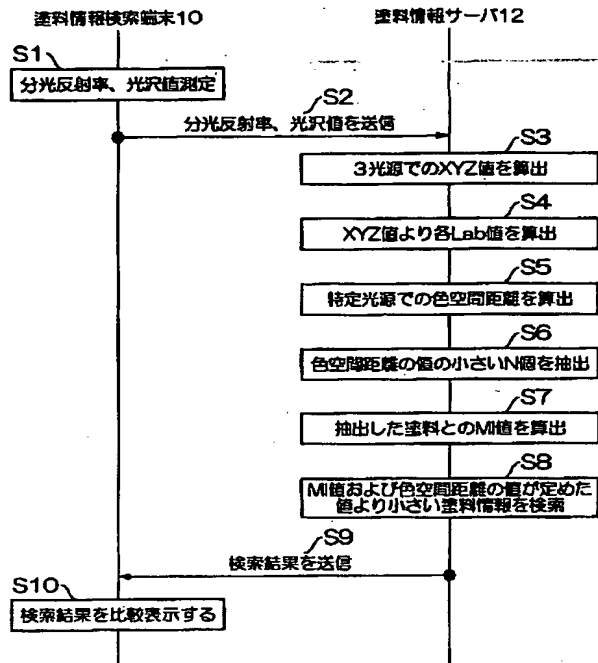 塗料情報検索端末10
塗料情報サーバ12
S1
分光反射率、光沢値測定
S2
分光反射率、光沢値を送信
S3
3光源でのXYZ値を算出
S4
XYZ値より各Lab値を算出
S5
特定光源での色空間距離を算出
S6
色空間距離の値の小さいN個を抽出
S7
抽出した塗料とのMI値を算出
S8
MI値および色空間距離の値が定めた
値より小さい塗料情報を検索
S9
検索結果を送信
S10
検索結果を比較表示する